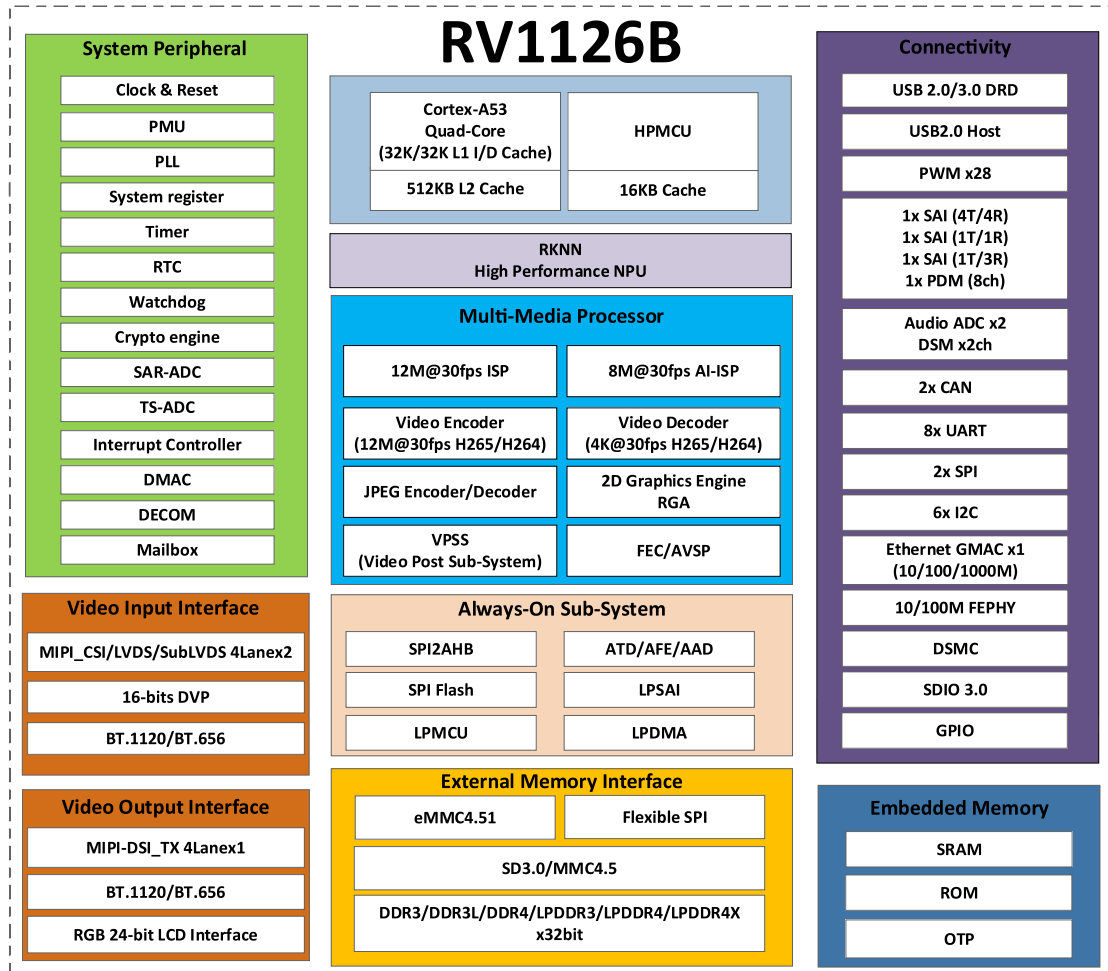 RV1126B
System Peripheral
Clock & Reset
PMU
PLL
System register
Timer
RTC
Watchdog
Crypto engine
SAR-ADC
TS-ADC
Interrupt Controller
DMAC
DECOM
Mailbox
Video Input Interface
MIPI_CSI/LVDS/SubLVDS 4Lanex2
16-bits DVP
BT.1120/BT.656
Video Output Interface
MIPI-DSI_TX 4Lanex1
BT.1120/BT.656
RGB 24-bit LCD Interface
Cortex-A53
Quad-Core
(32K/32K L1 I/D Cache)
512KB L2 Cache
HPMCU
16KB Cache
RKNN
High Performance NPU
Multi-Media Processor
12M@30fps ISP
8M@30fps AI-ISP
Video Encoder
(12M@30fps H265/H264)
Video Decoder
(4K@30fps H265/H264)
JPEG Encoder/Decoder
2D Graphics Engine
RGA
VPSS
(Video Post Sub-System)
FEC/AVSP
Always-On Sub-System
SPI2AHB
ATD/AFE/AAD
SPI Flash
LPSAI
LPMCU
LPDMA
External Memory Interface
eMMC4.51
Flexible SPI
SD3.0/MMC4.5
DDR3/DDR3L/DDR4/LPDDR3/LPDDR4/LPDDR4X
x32bit
Connectivity
USB 2.0/3.0 DRD
USB2.0 Host
PWM x28
1x SAI (4T/4R)
1x SAI (1T/1R)
1x SAI (1T/3R)
1x PDM (8ch)
Audio ADC x2
DSM x2ch
2x CAN
8x UART
2x SPI
6x I2C
Ethernet GMAC x1
(10/100/1000M)
10/100M FEPHY
DSMC
SDIO 3.0
GPIO
Embedded Memory
SRAM
ROM
OTP